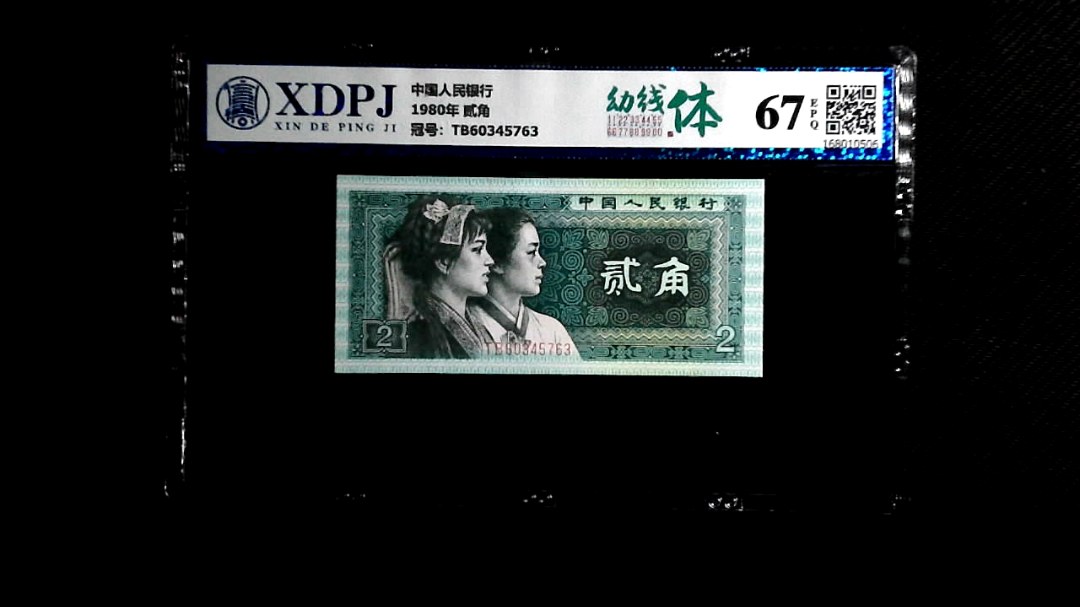 XDPJ
XIN DE PING JI
中国人民银行
1980年 贰角
冠号：TB60345763
幼线体
67
EPQ
168010506
中国人民银行
贰角
2
2
TB60345763